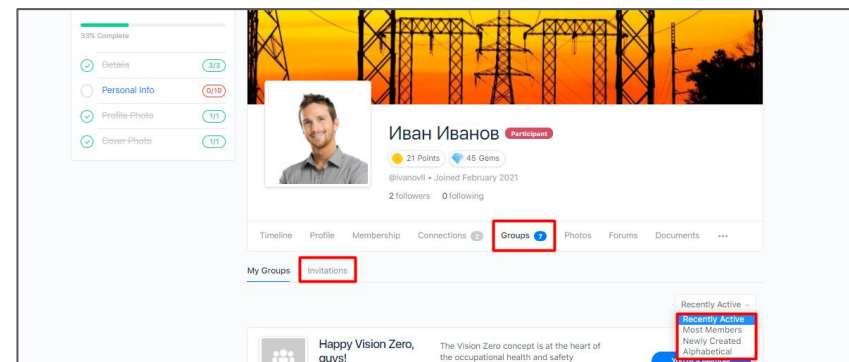 33% Complete
Details 3/3
Personal Info 0/10
Profile Photo 1/1
Cover Photo 1/1
Иван Иванов Participant
21 Points 45 Gems
@ivanovII • Joined February 2021
2 followers 0 following
Timeline Profile Membership Connections 2 Groups 7 Photos Forums Documents •••
My Groups Invitations
Recently Active
Recently Active
Most Members
Newly Created
Alphabetical
Happy Vision Zero, guys!
The Vision Zero concept is at the heart of
the occupational health and safety